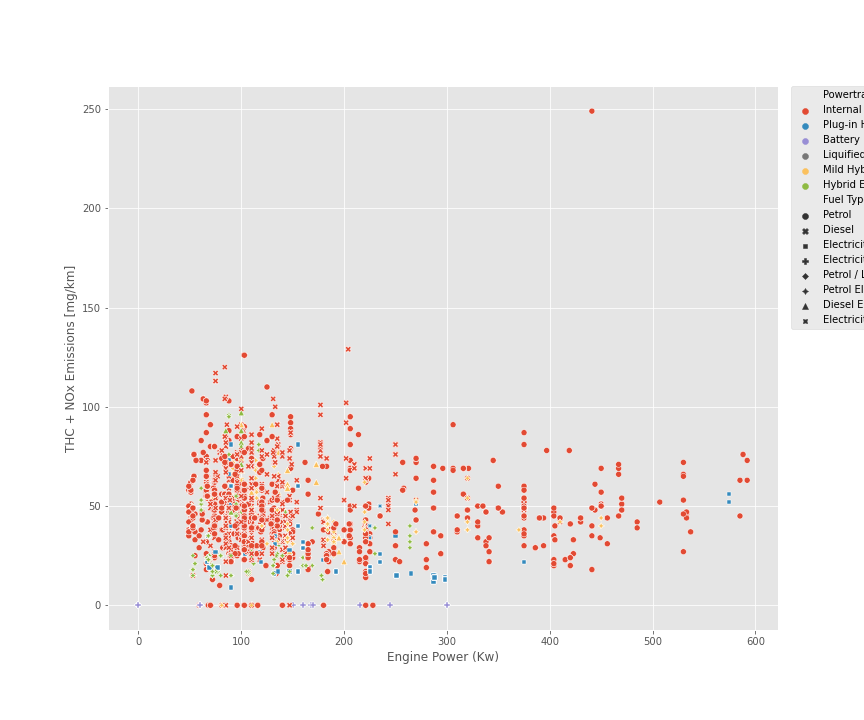 THC + NOx Emissions [mg/km]
250
200
150
100
50
0
0 100 200 300 400 500 600
Engine Power (Kw)
Powertra
Internal
Plug-in H
Battery
Liquified
Mild Hyb
Hybrid E
Fuel Typ
Petrol
Diesel
Electricit
Electricit
Petrol / L
Petrol El
Diesel E
Electricit